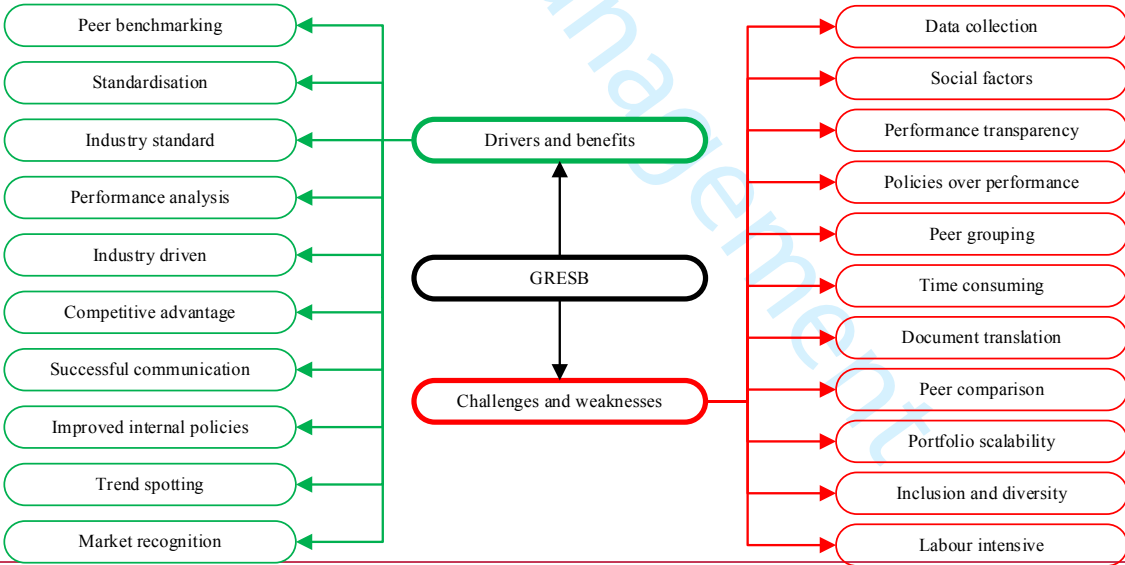 Peer benchmarking
Standardisation
Industry standard
Performance analysis
Industry driven
Competitive advantage
Successful communication
Improved internal policies
Trend spotting
Market recognition
Drivers and benefits
GRESB
Challenges and weaknesses
Data collection
Social factors
Performance transparency
Policies over performance
Peer grouping
Time consuming
Document translation
Peer comparison
Portfolio scalability
Inclusion and diversity
Labour intensive